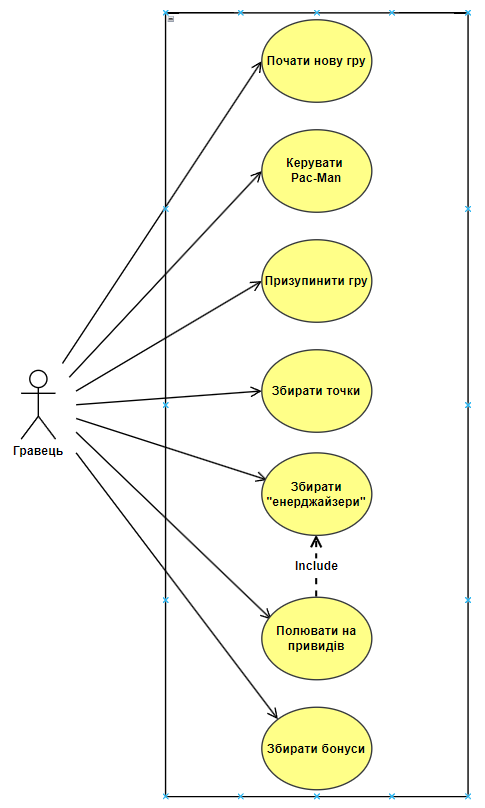 Почати нову гру
Керувати
Pac-Man
Призупинити гру
Збирати точки
Гравець
Збирати
"енерджайзери"
Include
Полювати на
привидів
Збирати бонуси